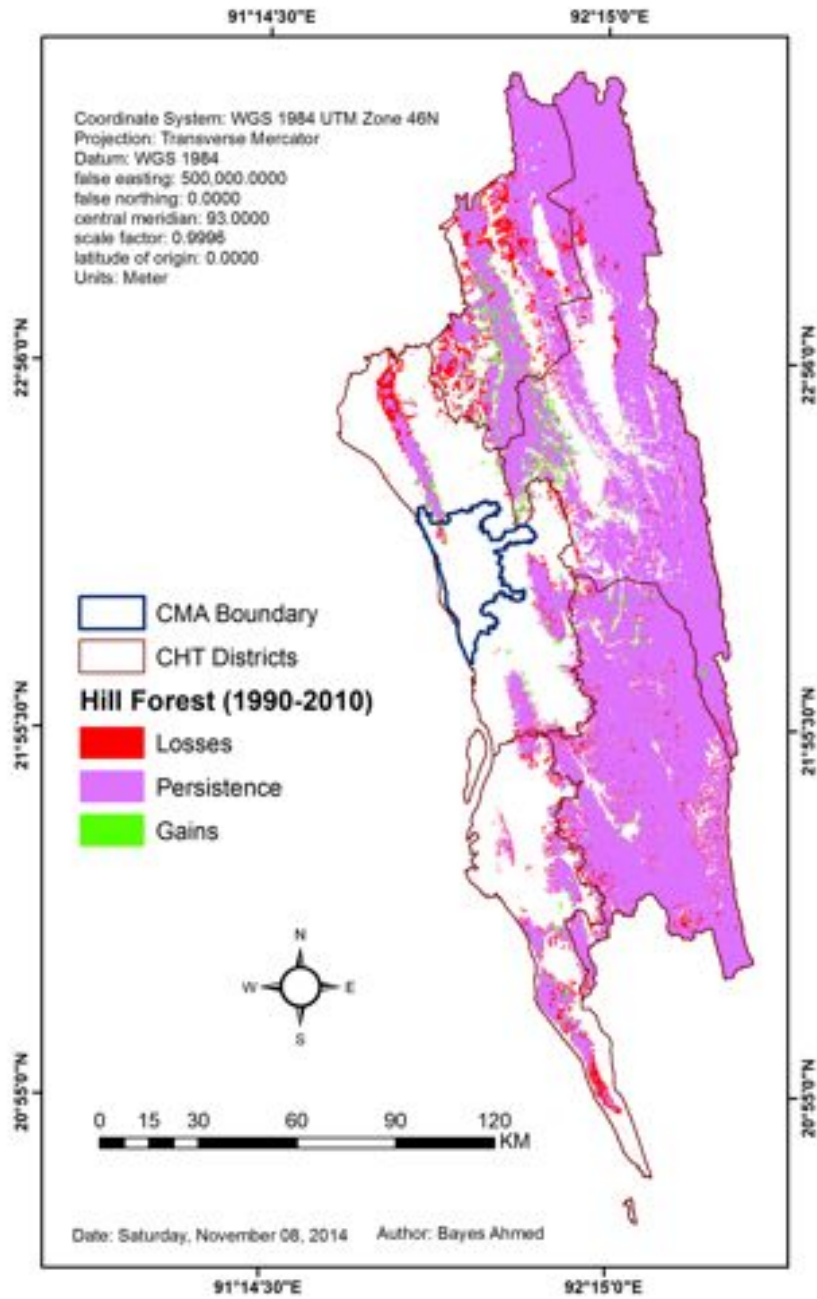 91°14'30"E 92°15'0"E
Coordinate System: WGS 1984 UTM Zone 46N
Projection: Transverse Mercator
Datum: WGS 1984
false easting: 500,000.0000
false northing: 0.0000
central meridian: 93.0000
scale factor: 0.9996
latitude of origin: 0.0000
Units: Meter
22°56'0"N 22°56'0"N
CMA Boundary
CHT Districts
Hill Forest (1990-2010)
21°55'30"N 21°55'30"N
Losses
Persistence
Gains
N
W E
S
20°55'0"N 20°55'0"N
0 15 30 60 90 120
KM
Date: Saturday, November 08, 2014 Author: Bayes Ahmed
91°14'30"E 92°15'0"E